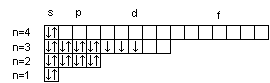 s p d f
n=4 ↓↑
n=3 ↓↑ ↓↑ ↓↑ ↓↑ ↓ ↓ ↓
n=2 ↓↑ ↓↑ ↓↑ ↓↑
n=1 ↓↑